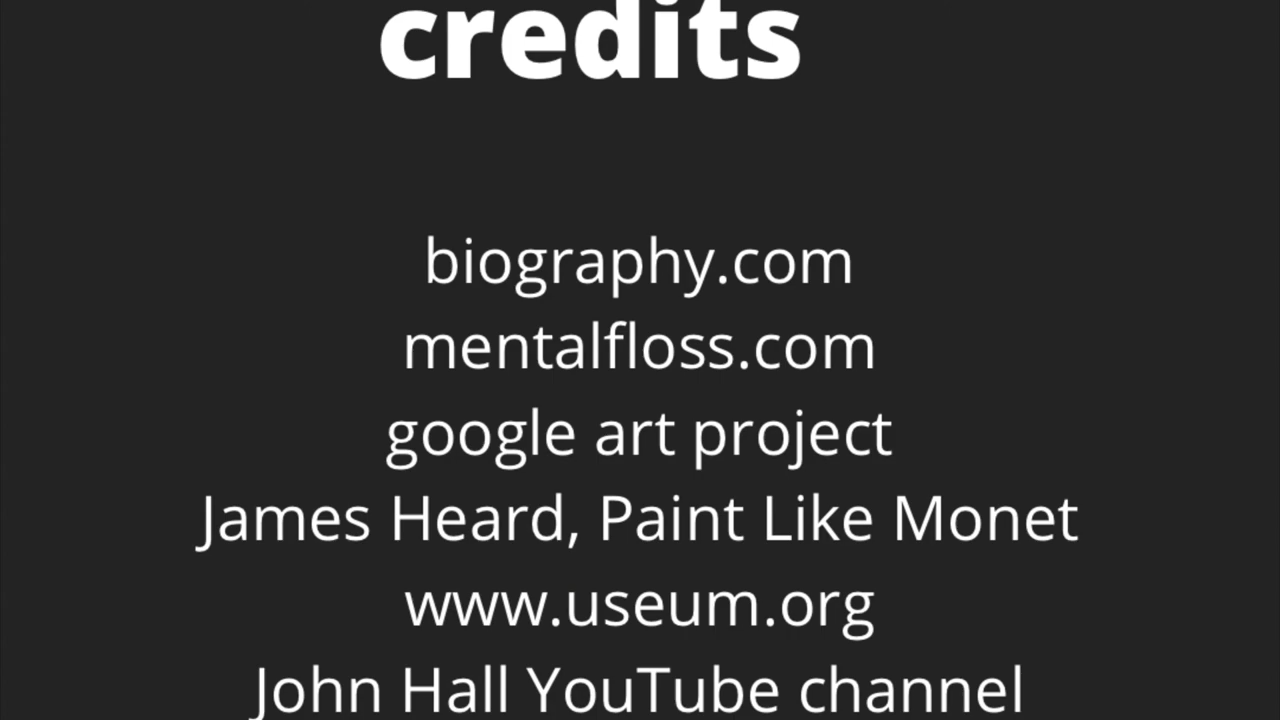 credits
biography.com
mentalfloss.com
google art project
James Heard, Paint Like Monet
www.useum.org
John Hall YouTube channel